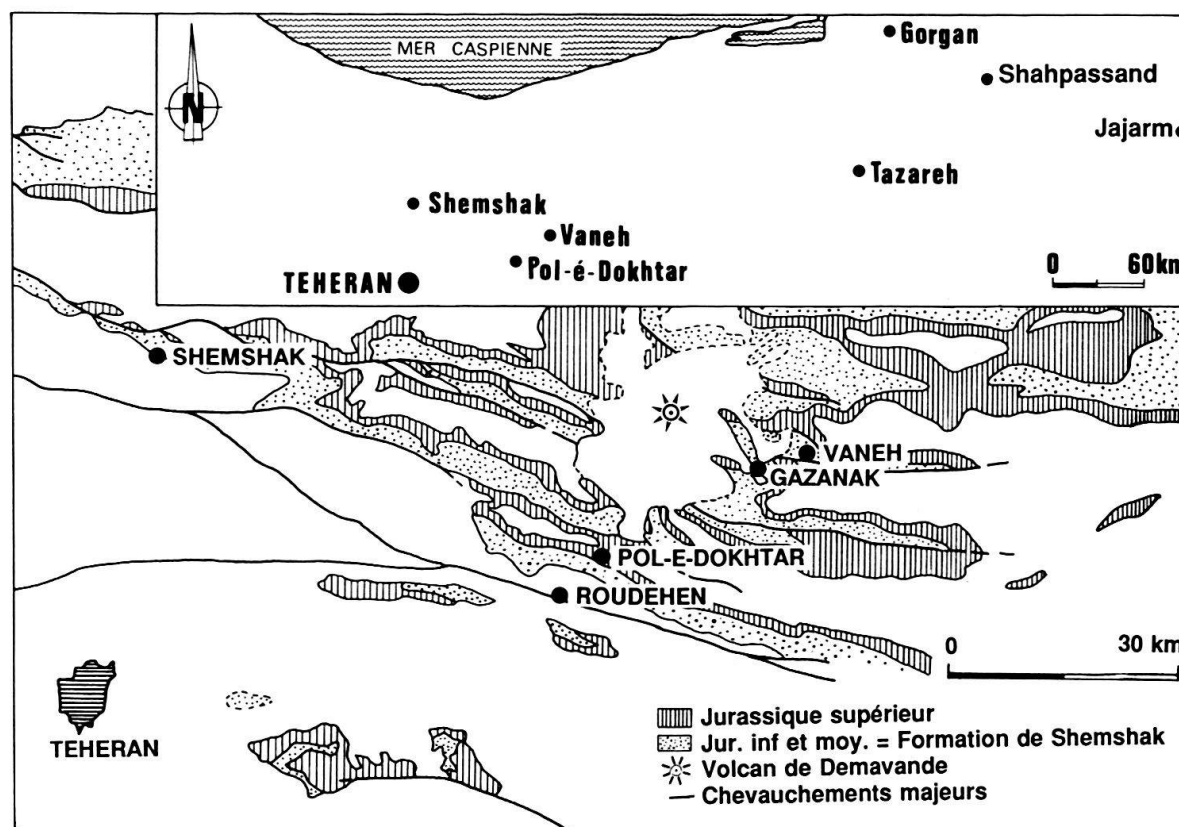 MER CASPIENNE
Gorgan
Shahpassand
Jajarm
Tazareh
N
Shemshak
Vaneh
Pol-é-Dokhtar
TEHERAN
0 60km
SHEMSHAK
VANEH
GAZANAK
POL-E-DOKHTAR
ROUDEHEN
0 30 km
TEHERAN
Jurassique supérieur
Jur. inf et moy. = Formation de Shemshak
Volcan de Demavande
Chevauchements majeurs